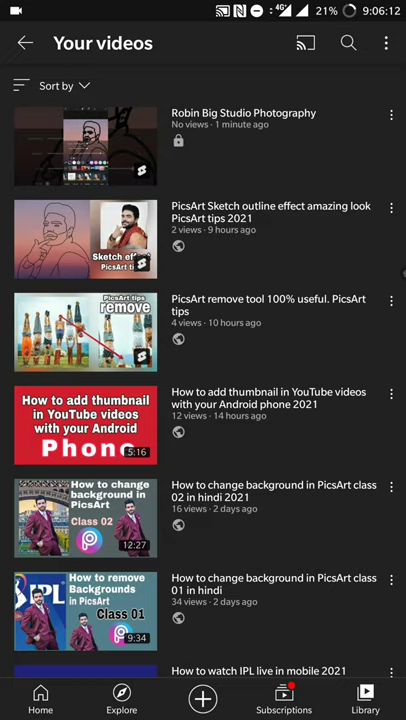 4G+
21%
9:06:12
Your videos
Sort by
Robin Big Studio Photography
No views · 1 minute ago
Sketch ef
PicsArt ti
PicsArt Sketch outline effect amazing look
PicsArt tips 2021
2 views · 9 hours ago
PicsArt tips
remove
PicsArt remove tool 100% useful. PicsArt
tips
4 views · 10 hours ago
How to add thumbnail
in YouTube videos
with your Android
Phone
5:16
How to add thumbnail in YouTube videos
with your Android phone 2021
12 views · 14 hours ago
How to change
background in
PicsArt
Class 02
12:27
How to change background in PicsArt class
02 in hindi 2021
16 views · 2 days ago
IPL
How to remove
Backgrounds
in PicsArt
Class 01
9:34
How to change background in PicsArt class
01 in hindi
34 views · 2 days ago
How to watch IPL live in mobile 2021
Home
Explore
Subscriptions
Library